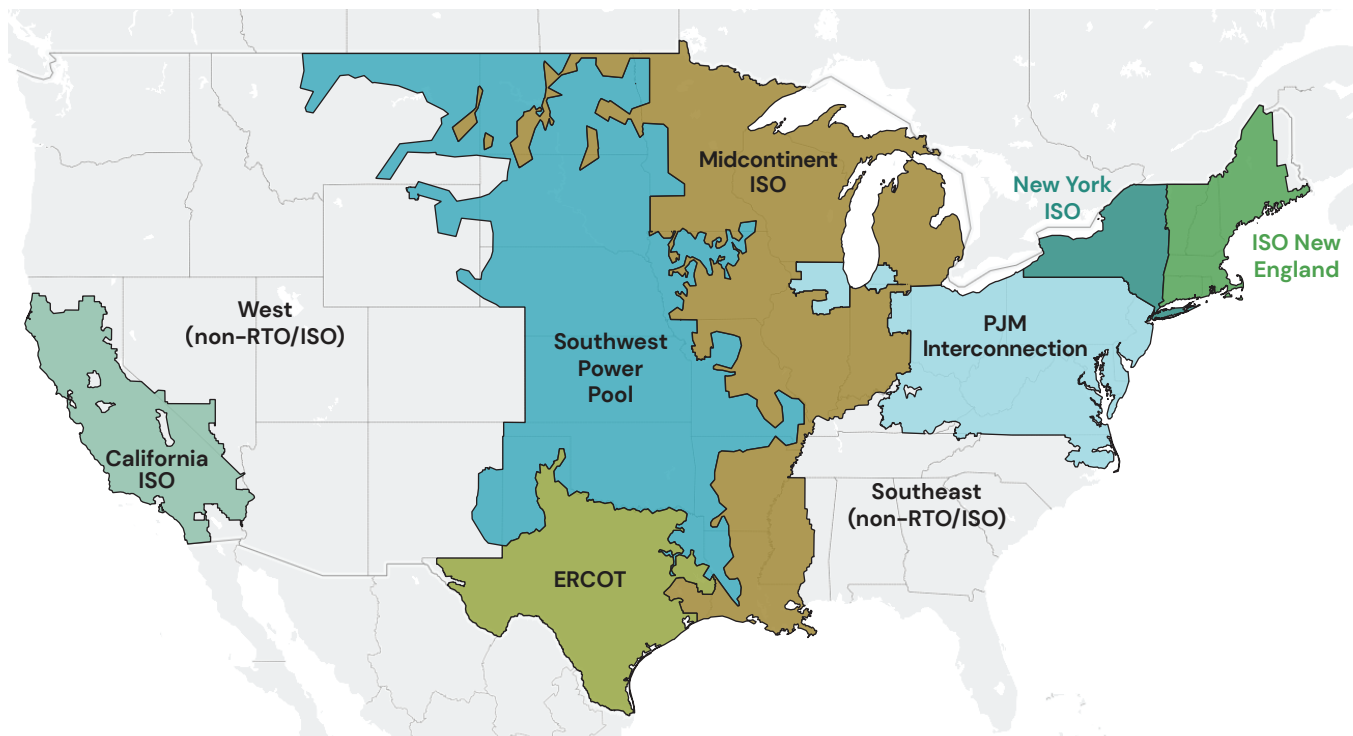 Midcontinent
ISO
New York
ISO
ISO New
England
West
(non-RTO/ISO)
PJM
Interconnection
Southwest
Power
Pool
California
ISO
Southeast
(non-RTO/ISO)
ERCOT